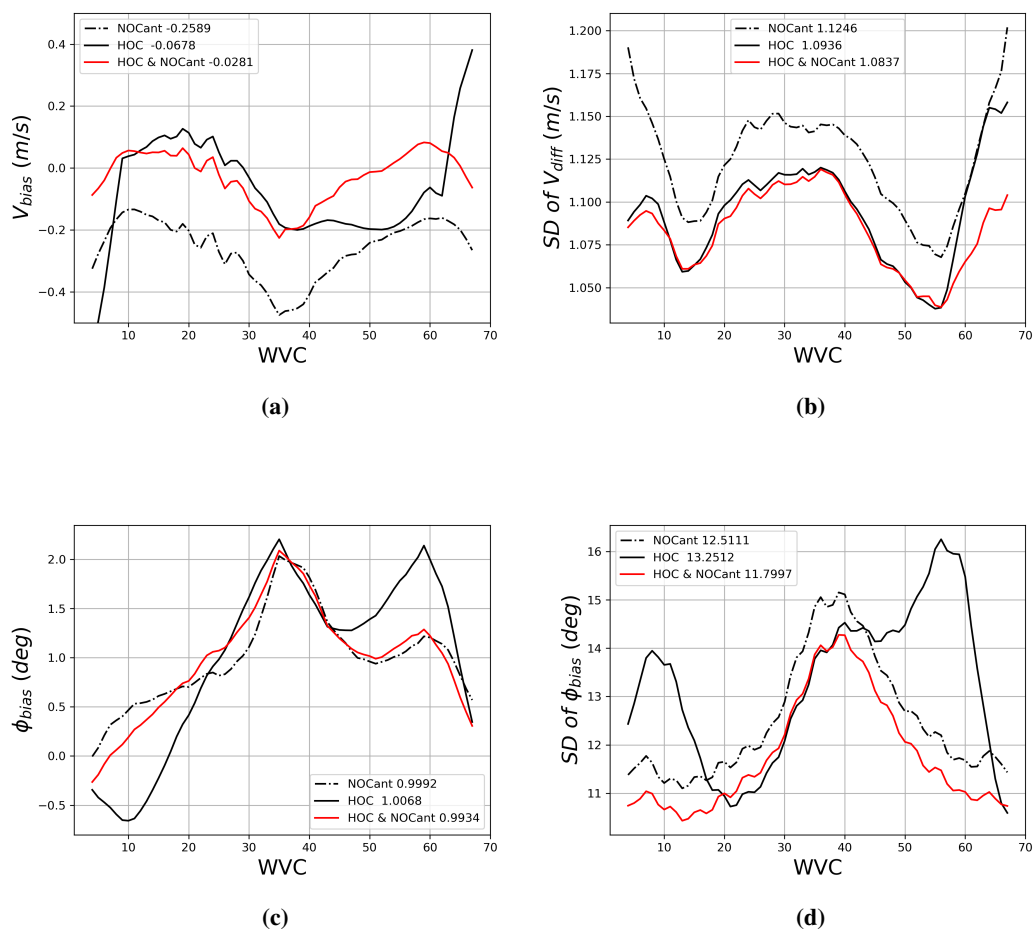 NOCant -0.2589
HOC -0.0678
HOC & NOCant -0.0281
0.4
0.2
0.0
−0.2
−0.4
V_bias (m/s)
10 20 30 40 50 60 70
WVC
(a)
NOCant 1.1246
HOC 1.0936
HOC & NOCant 1.0837
1.200
1.175
1.150
1.125
1.100
1.075
1.050
SD of V_diff (m/s)
10 20 30 40 50 60 70
WVC
(b)
2.0
1.5
1.0
0.5
0.0
−0.5
ϕ_bias (deg)
NOCant 0.9992
HOC 1.0068
HOC & NOCant 0.9934
10 20 30 40 50 60 70
WVC
(c)
NOCant 12.5111
HOC 13.2512
HOC & NOCant 11.7997
16
15
14
13
12
11
SD of ϕ_bias (deg)
10 20 30 40 50 60 70
WVC
(d)